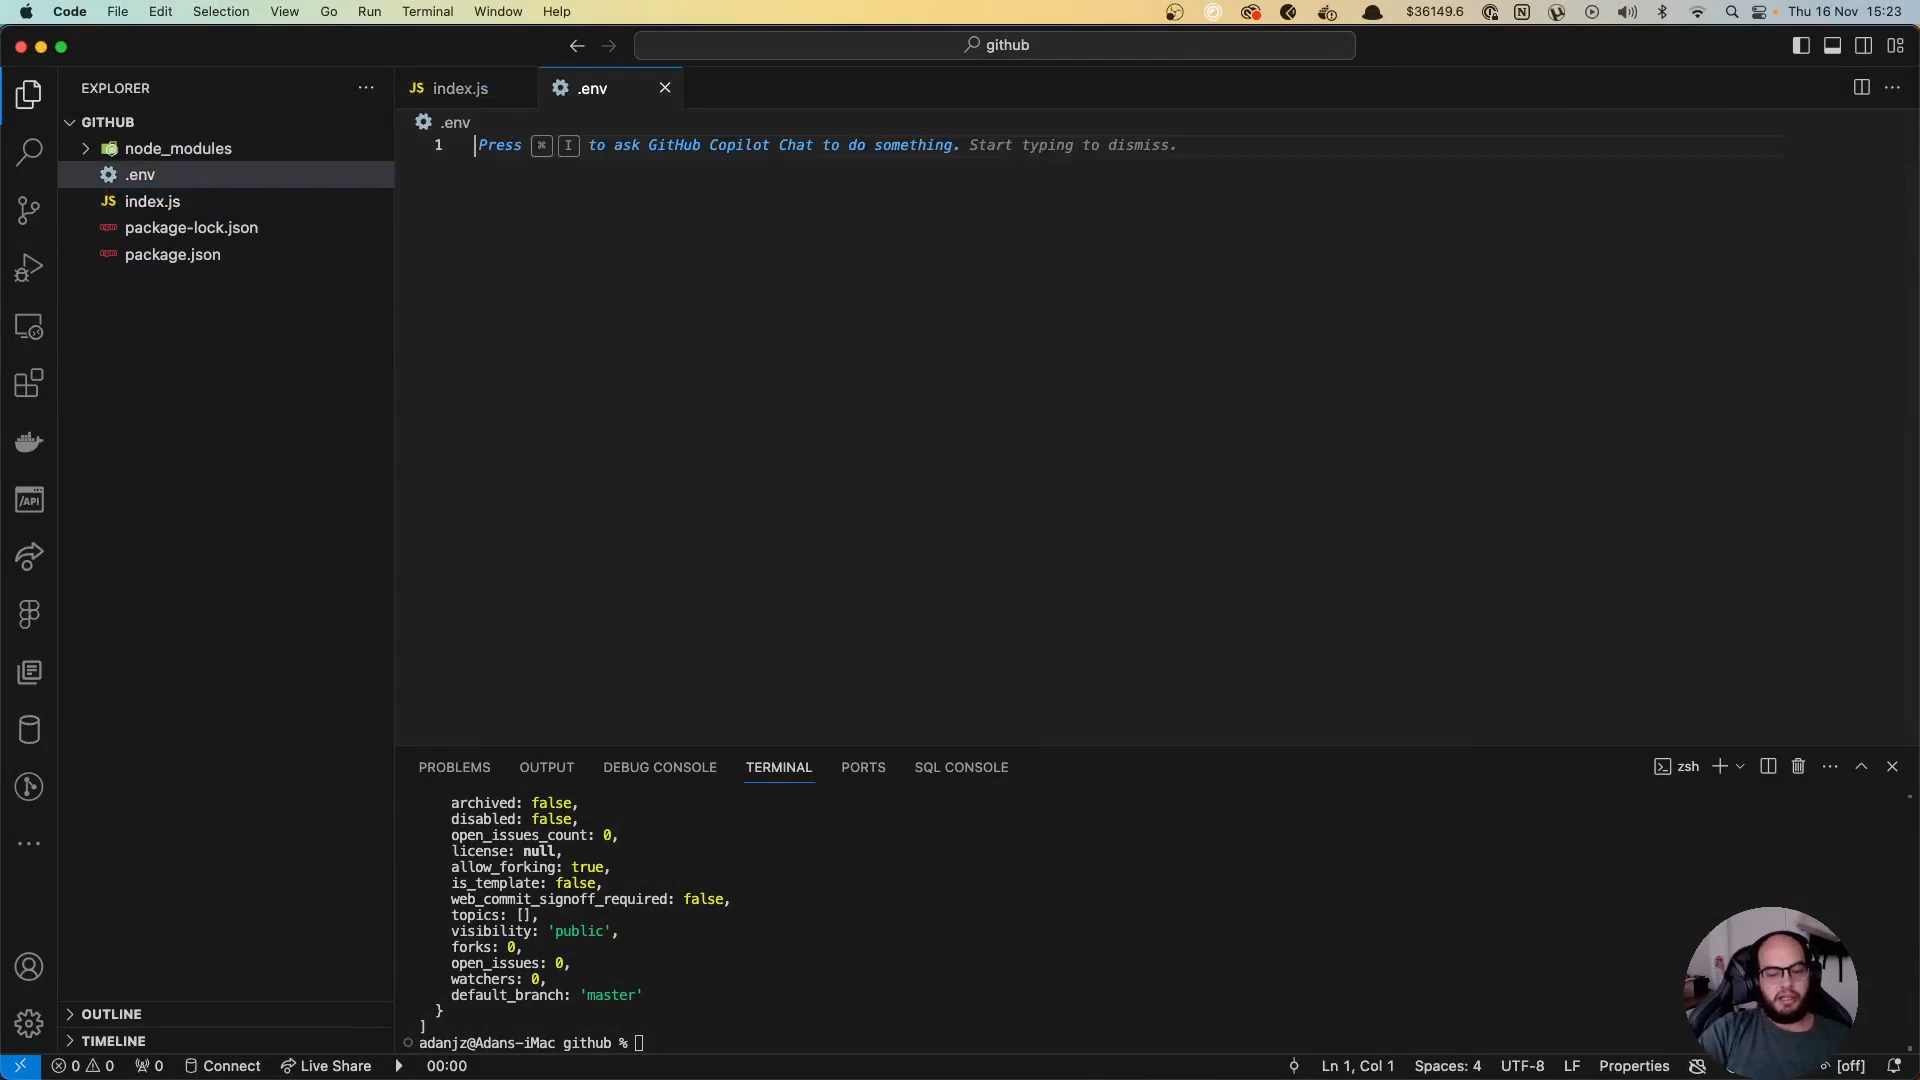 Code File Edit Selection View Go Run Terminal Window Help $36149.6 Thu 16 Nov 15:23
github
EXPLORER
GITHUB
node_modules
.env
JS index.js
package-lock.json
package.json
OUTLINE
TIMELINE
JS index.js .env
.env
1 Press ⌘ I to ask GitHub Copilot Chat to do something. Start typing to dismiss.
PROBLEMS OUTPUT DEBUG CONSOLE TERMINAL PORTS SQL CONSOLE zsh
archived: false,
disabled: false,
open_issues_count: 0,
license: null,
allow_forking: true,
is_template: false,
web_commit_signoff_required: false,
topics: [],
visibility: 'public',
forks: 0,
open_issues: 0,
watchers: 0,
default_branch: 'master'
}
]
adanjz@Adans-iMac github %
0 0 0 Connect Live Share 00:00 Ln 1, Col 1 Spaces: 4 UTF-8 LF Properties [off]
/API